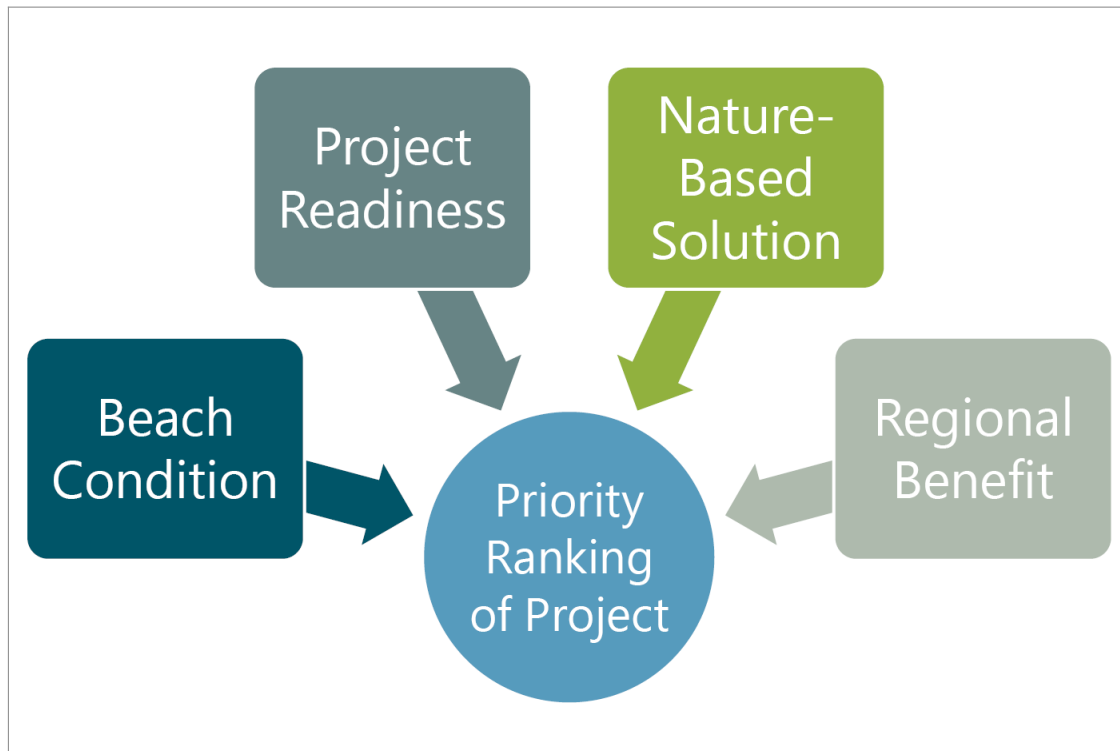 Project
Readiness
Nature-
Based
Solution
Beach
Condition
Regional
Benefit
Priority
Ranking
of Project